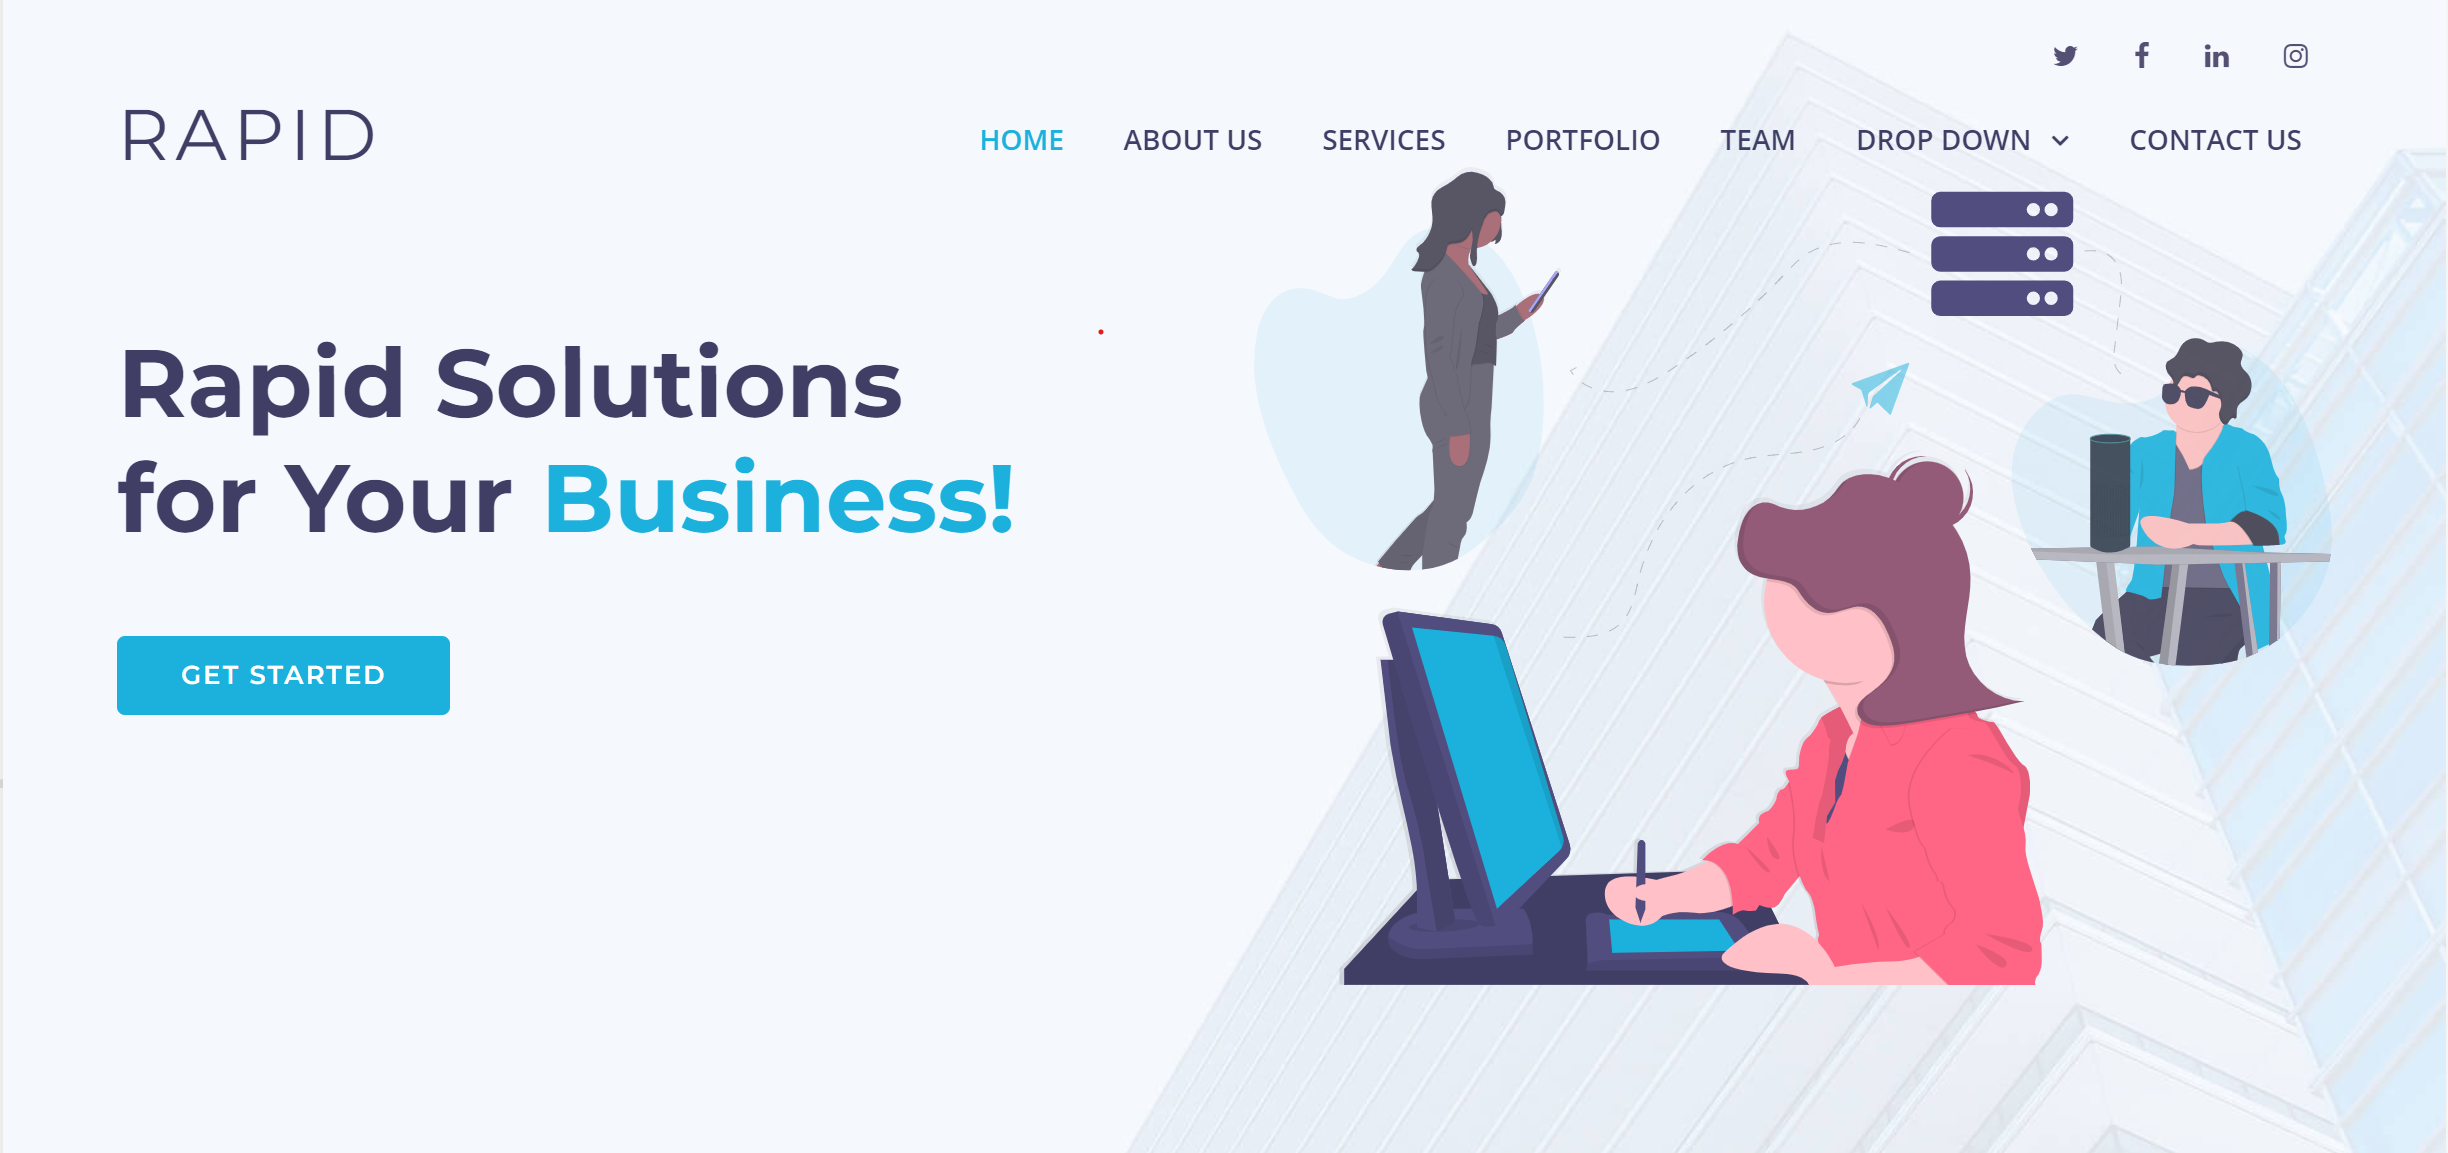 RAPID
HOME ABOUT US SERVICES PORTFOLIO TEAM DROP DOWN CONTACT US
Rapid Solutions
for Your Business!
GET STARTED